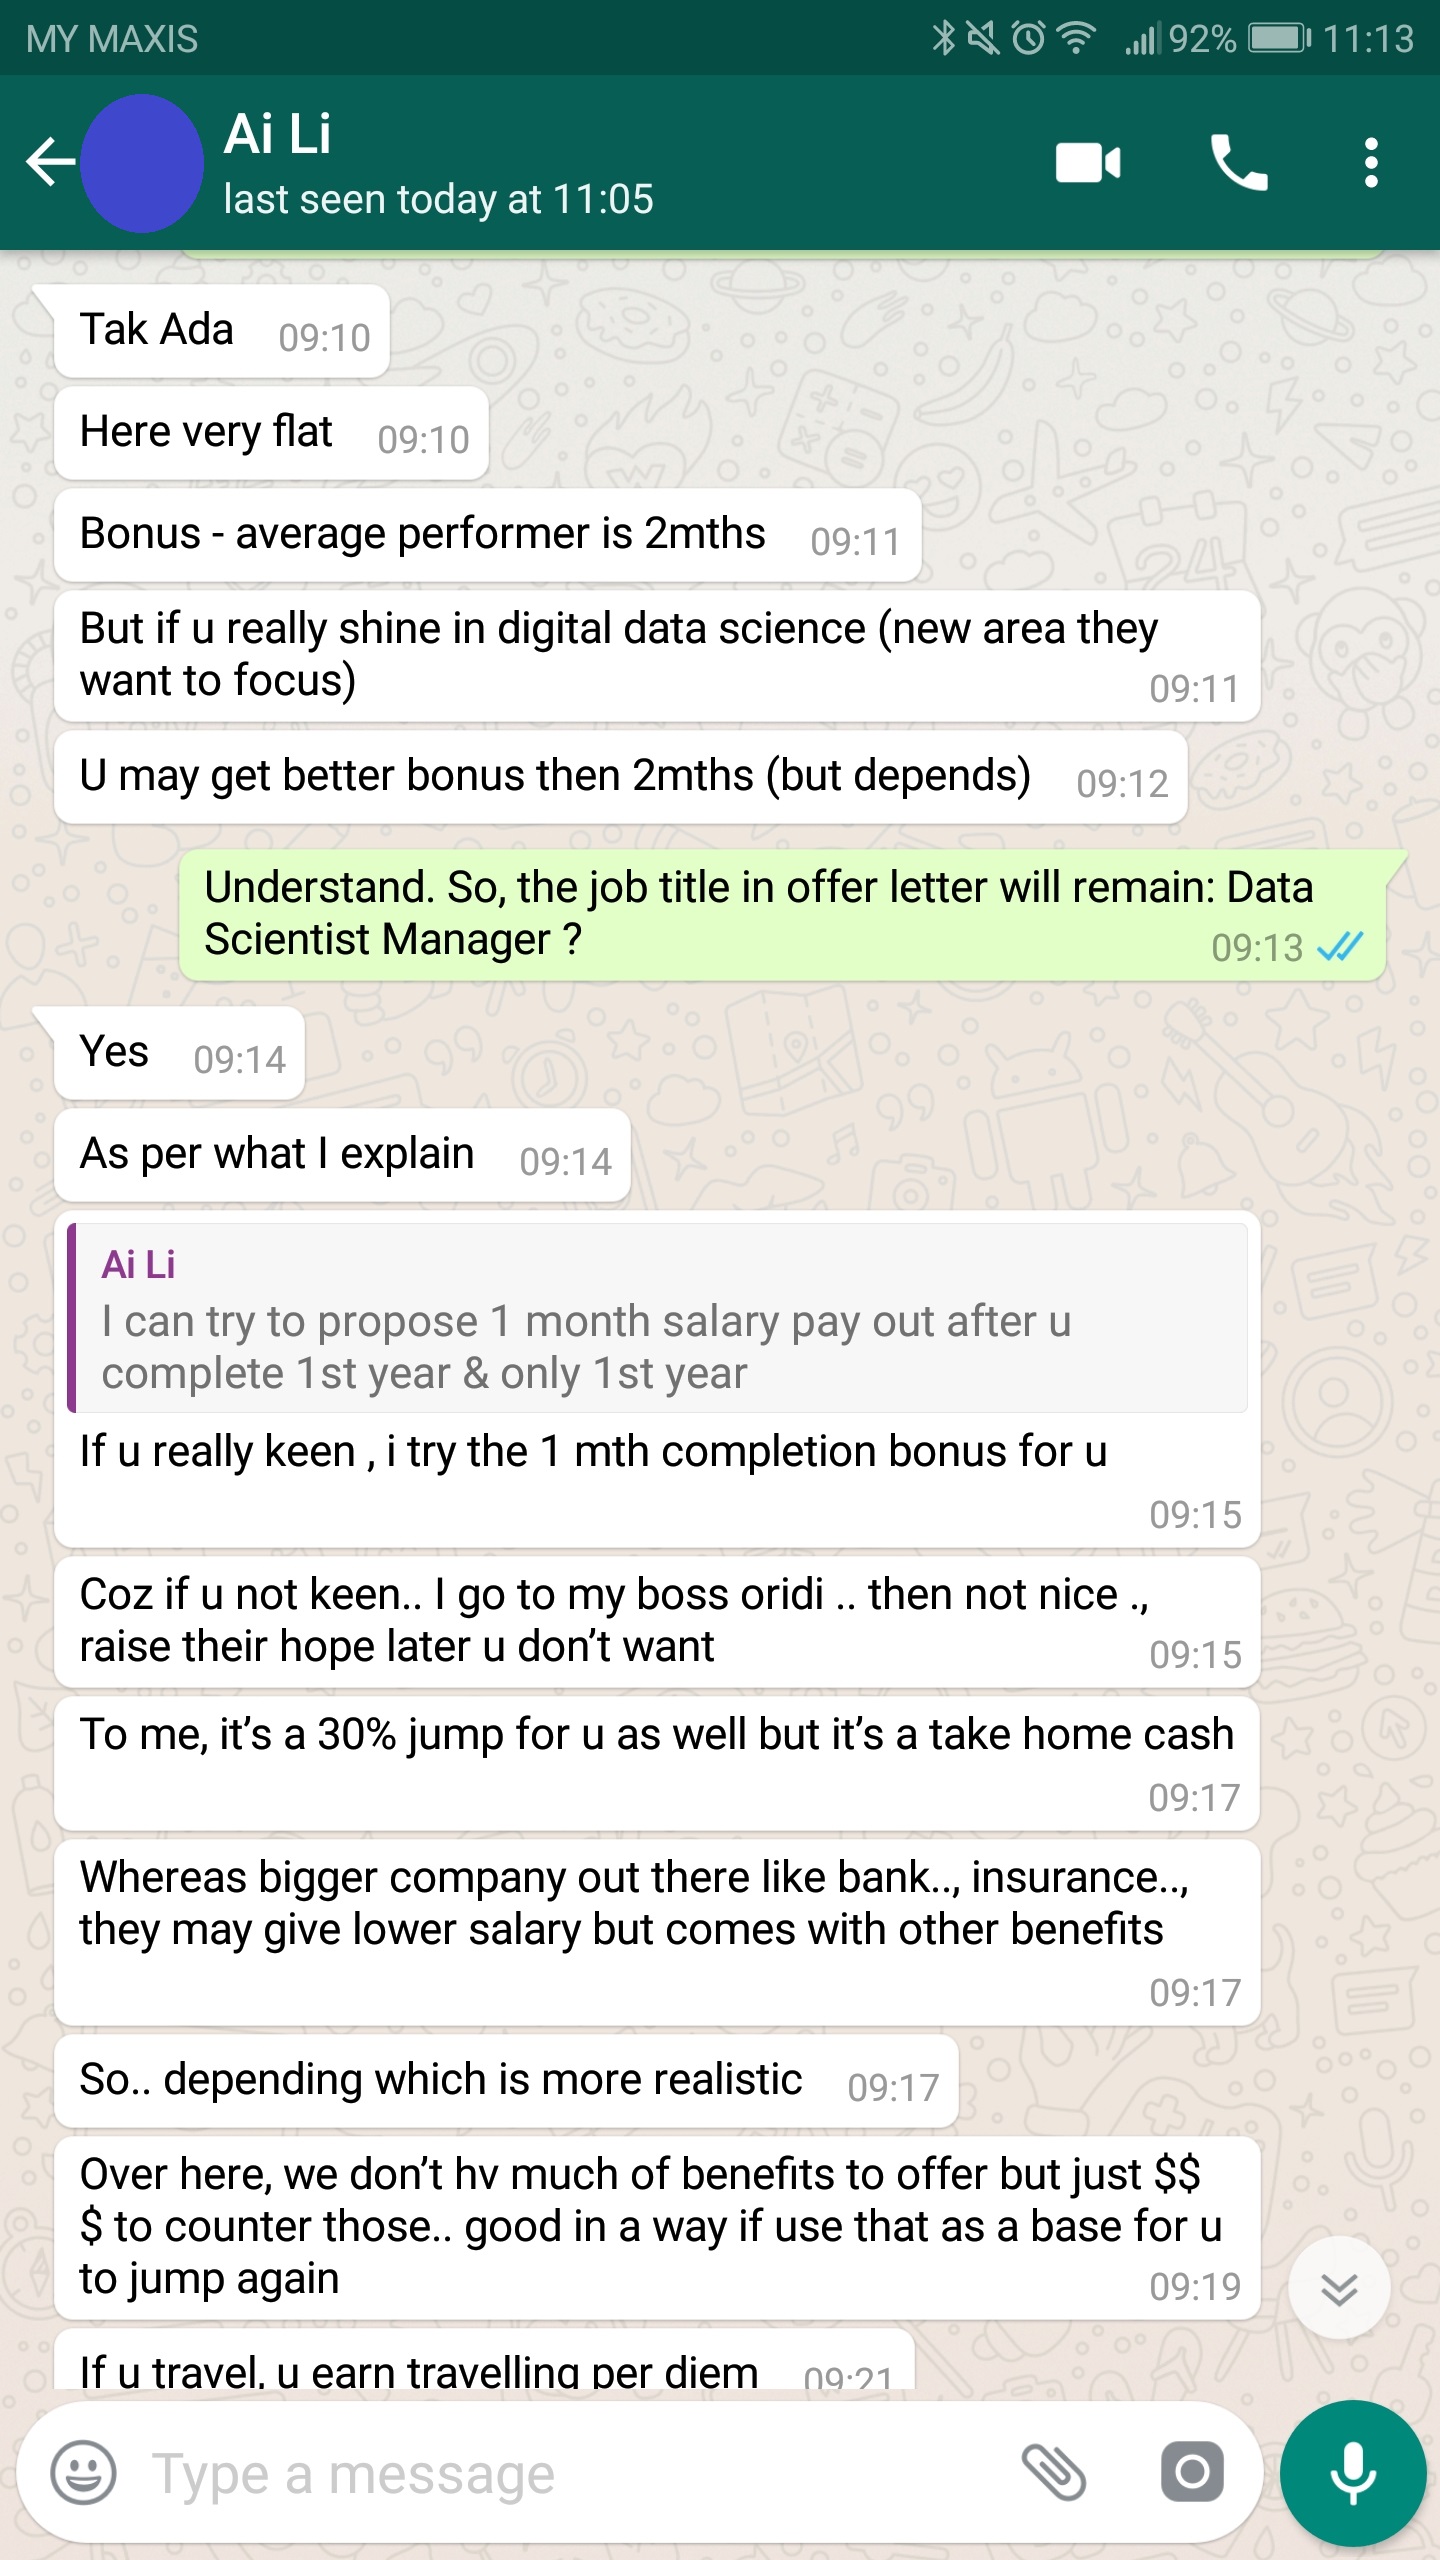 MY MAXIS 92% 11:13
Ai Li
last seen today at 11:05
Tak Ada 09:10
Here very flat 09:10
Bonus - average performer is 2mths 09:11
But if u really shine in digital data science (new area they
want to focus) 09:11
U may get better bonus then 2mths (but depends) 09:12
Understand. So, the job title in offer letter will remain: Data
Scientist Manager ? 09:13
Yes 09:14
As per what I explain 09:14
Ai Li
I can try to propose 1 month salary pay out after u
complete 1st year & only 1st year
If u really keen , i try the 1 mth completion bonus for u
09:15
Coz if u not keen.. I go to my boss oridi .. then not nice .,
raise their hope later u don’t want 09:15
To me, it’s a 30% jump for u as well but it’s a take home cash
09:17
Whereas bigger company out there like bank.., insurance..,
they may give lower salary but comes with other benefits
09:17
So.. depending which is more realistic 09:17
Over here, we don’t hv much of benefits to offer but just $$
$ to counter those.. good in a way if use that as a base for u
to jump again 09:19
If u travel, u earn travelling per diem 09:21
Type a message